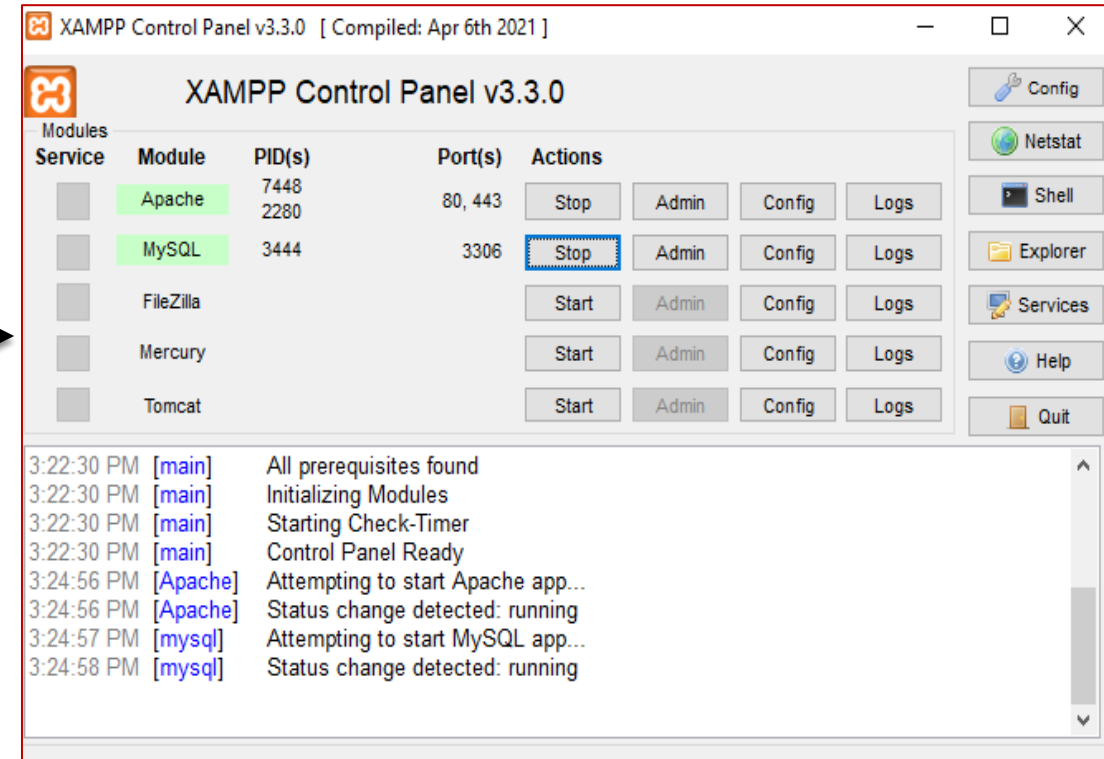 XAMPP Control Panel v3.3.0 [ Compiled: Apr 6th 2021 ]
XAMPP Control Panel v3.3.0
Config
Netstat
Shell
Explorer
Services
Help
Quit
Modules
Service Module PID(s) Port(s) Actions
Apache 7448 2280 80, 443 Stop Admin Config Logs
MySQL 3444 3306 Stop Admin Config Logs
FileZilla Start Admin Config Logs
Mercury Start Admin Config Logs
Tomcat Start Admin Config Logs
3:22:30 PM [main] All prerequisites found
3:22:30 PM [main] Initializing Modules
3:22:30 PM [main] Starting Check-Timer
3:22:30 PM [main] Control Panel Ready
3:24:56 PM [Apache] Attempting to start Apache app...
3:24:56 PM [Apache] Status change detected: running
3:24:57 PM [mysql] Attempting to start MySQL app...
3:24:58 PM [mysql] Status change detected: running